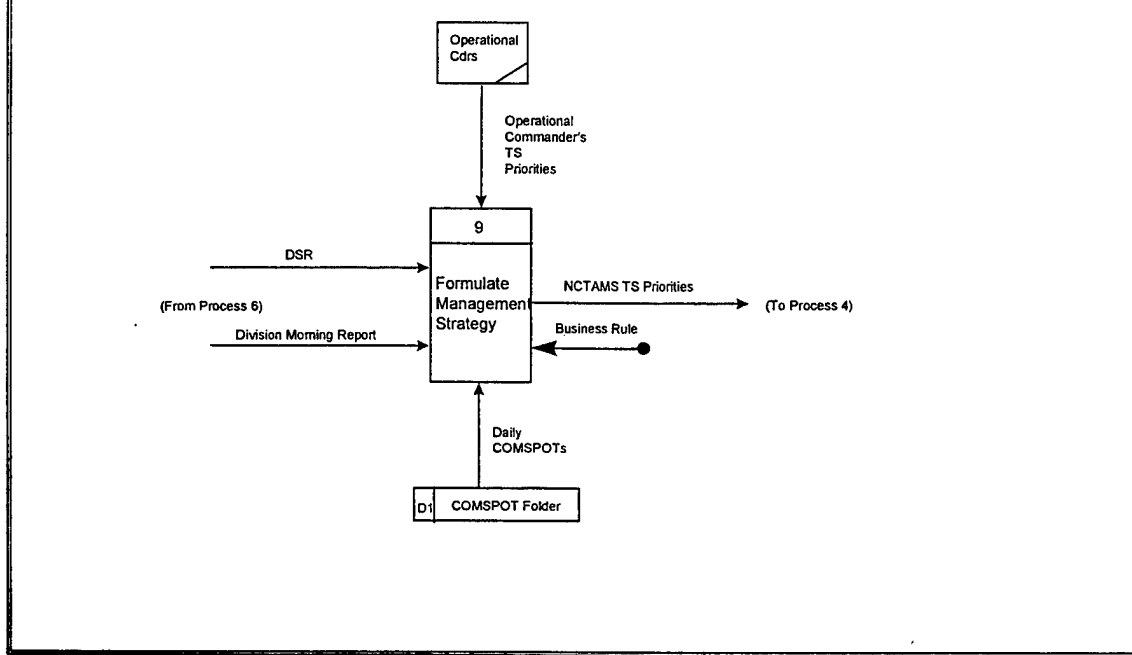 Operational
Cdrs
Operational
Commander's
TS
Priorities
9
DSR
Formulate
Management
Strategy
NCTAMS TS Priorities
(From Process 6)
(To Process 4)
Division Morning Report
Business Rule
Daily
COMSPOTs
D1
COMSPOT Folder